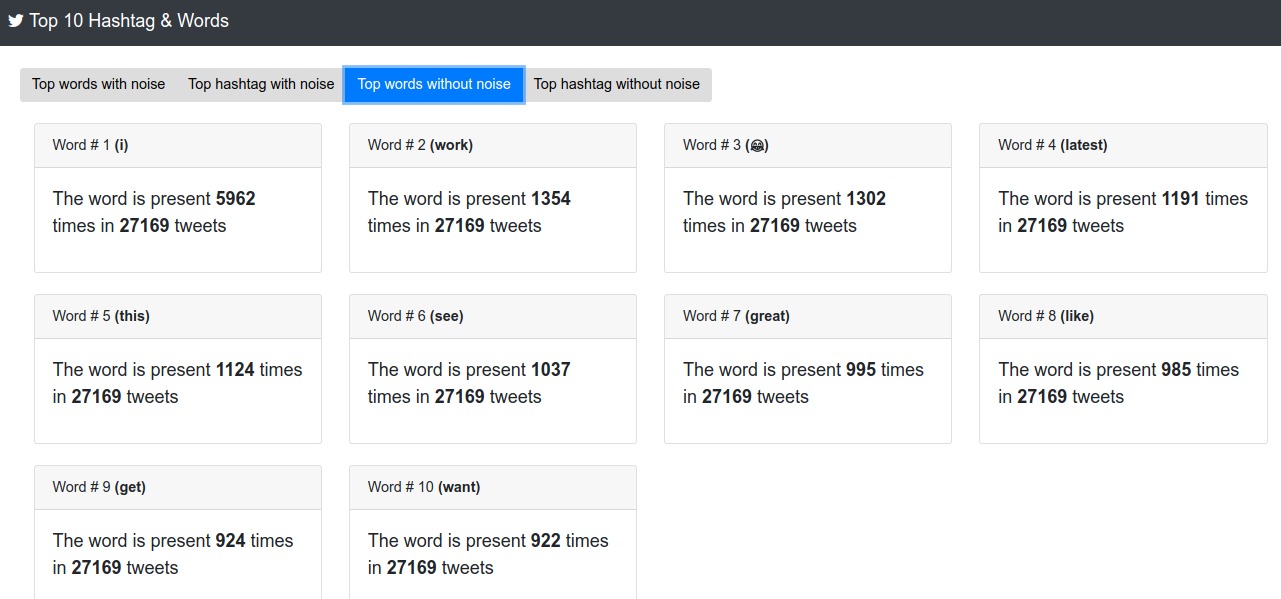 Top 10 Hashtag & Words
Top words with noise Top hashtag with noise Top words without noise Top hashtag without noise
Word # 1 (i)
The word is present 5962
times in 27169 tweets
Word # 2 (work)
The word is present 1354
times in 27169 tweets
Word # 3 (🤗)
The word is present 1302
times in 27169 tweets
Word # 4 (latest)
The word is present 1191 times
in 27169 tweets
Word # 5 (this)
The word is present 1124 times
in 27169 tweets
Word # 6 (see)
The word is present 1037
times in 27169 tweets
Word # 7 (great)
The word is present 995 times
in 27169 tweets
Word # 8 (like)
The word is present 985 times
in 27169 tweets
Word # 9 (get)
The word is present 924 times
in 27169 tweets
Word # 10 (want)
The word is present 922 times
in 27169 tweets